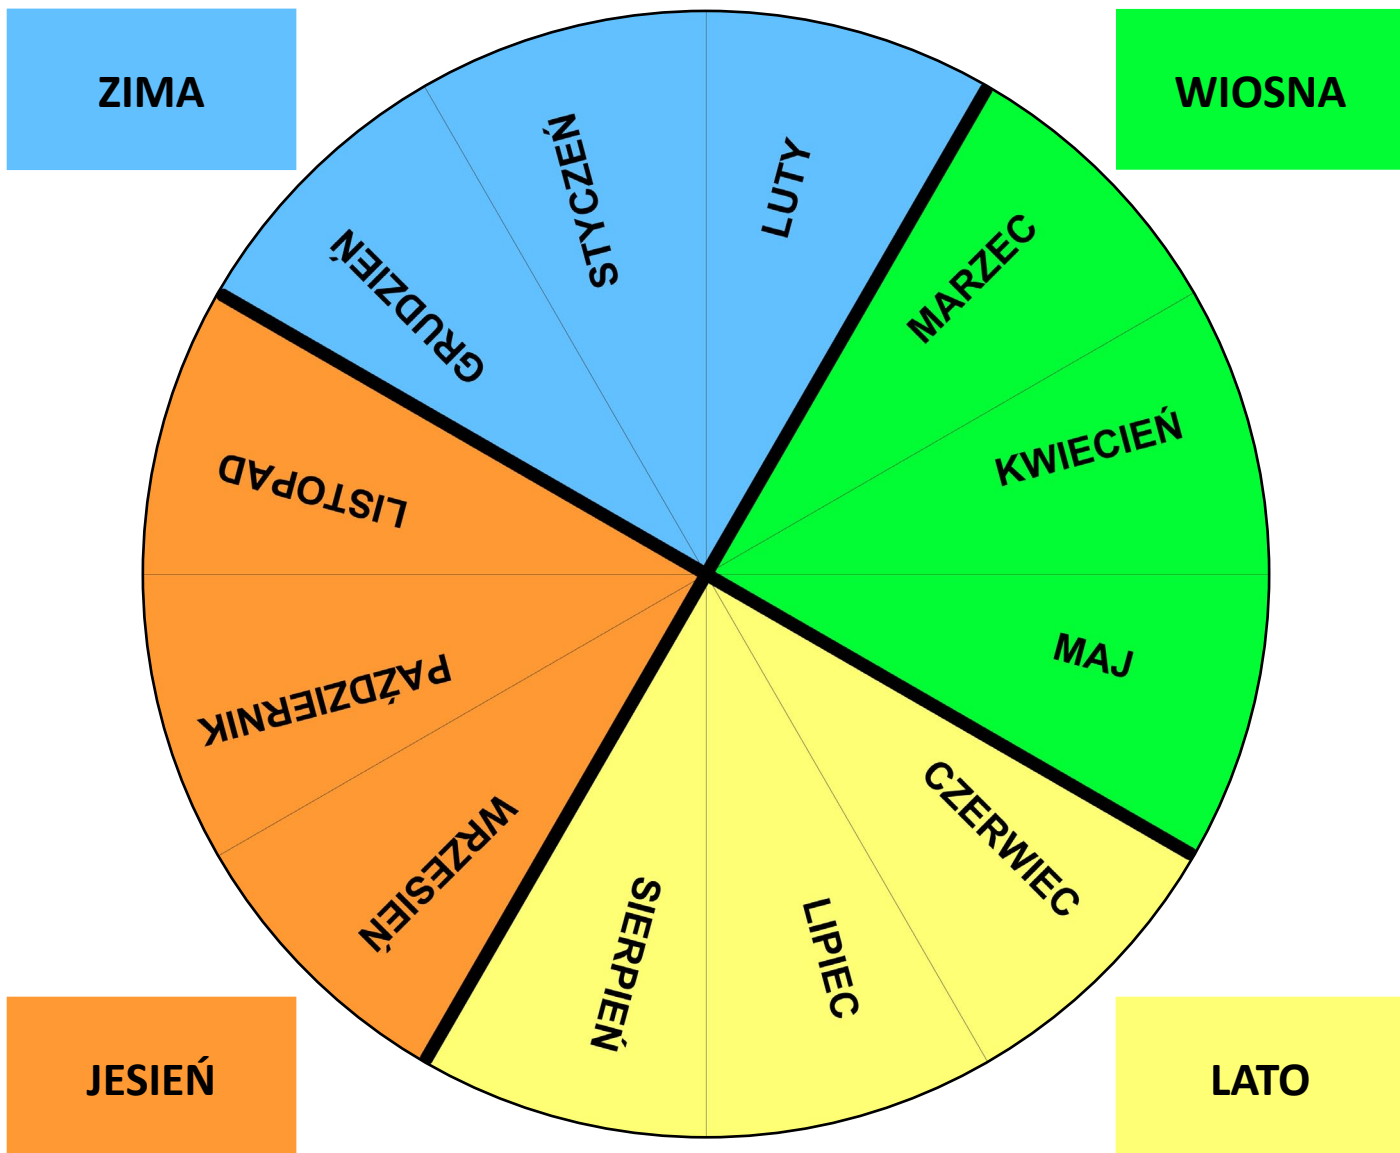 ZIMA
WIOSNA
STYCZEŃ
LUTY
MARZEC
KWIECIEŃ
MAJ
CZERWIEC
LIPIEC
SIERPIEŃ
WRZESIEŃ
PAŹDZIERNIK
LISTOPAD
GRUDZIEŃ
JESIEŃ
LATO